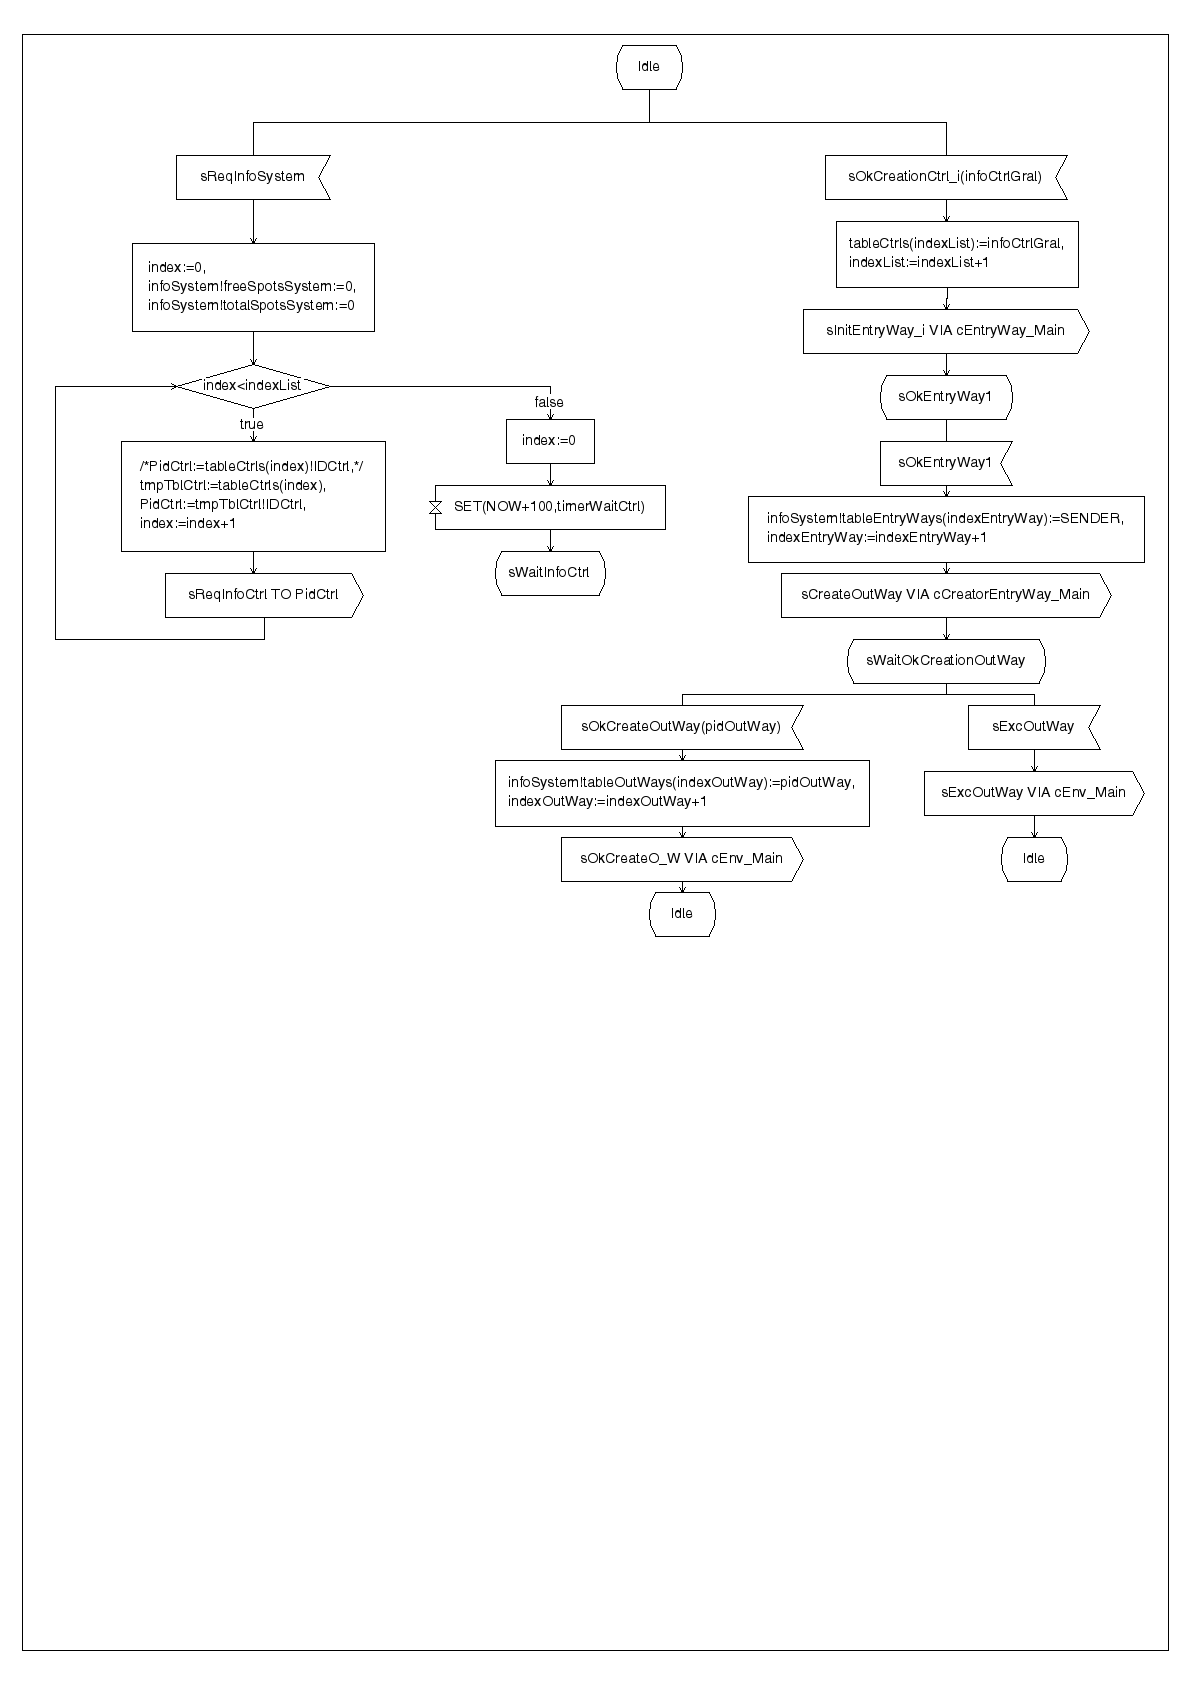 Idle
sReqInfoSystem
index:=0,
infoSystem!freeSpotsSystem:=0,
infoSystem!totalSpotsSystem:=0
index<indexList
true
/*PidCtrl:=tableCtrls(index)!IDCtrl,*/
tmpTblCtrl:=tableCtrls(index),
PidCtrl:=tmpTblCtrl!IDCtrl,
index:=index+1
sReqInfoCtrl TO PidCtrl
false
index:=0
SET(NOW+100,timerWaitCtrl)
sWaitInfoCtrl
sOkCreationCtrl_i(infoCtrlGral)
tableCtrls(indexList):=infoCtrlGral,
indexList:=indexList+1
sInitEntryWay_i VIA cEntryWay_Main
sOkEntryWay1
sOkEntryWay1
infoSystem!tableEntryWays(indexEntryWay):=SENDER,
indexEntryWay:=indexEntryWay+1
sCreateOutWay VIA cCreatorEntryWay_Main
sWaitOkCreationOutWay
sOkCreateOutWay(pidOutWay)
infoSystem!tableOutWays(indexOutWay):=pidOutWay,
indexOutWay:=indexOutWay+1
sOkCreateO_W VIA cEnv_Main
Idle
sExcOutWay
sExcOutWay VIA cEnv_Main
Idle